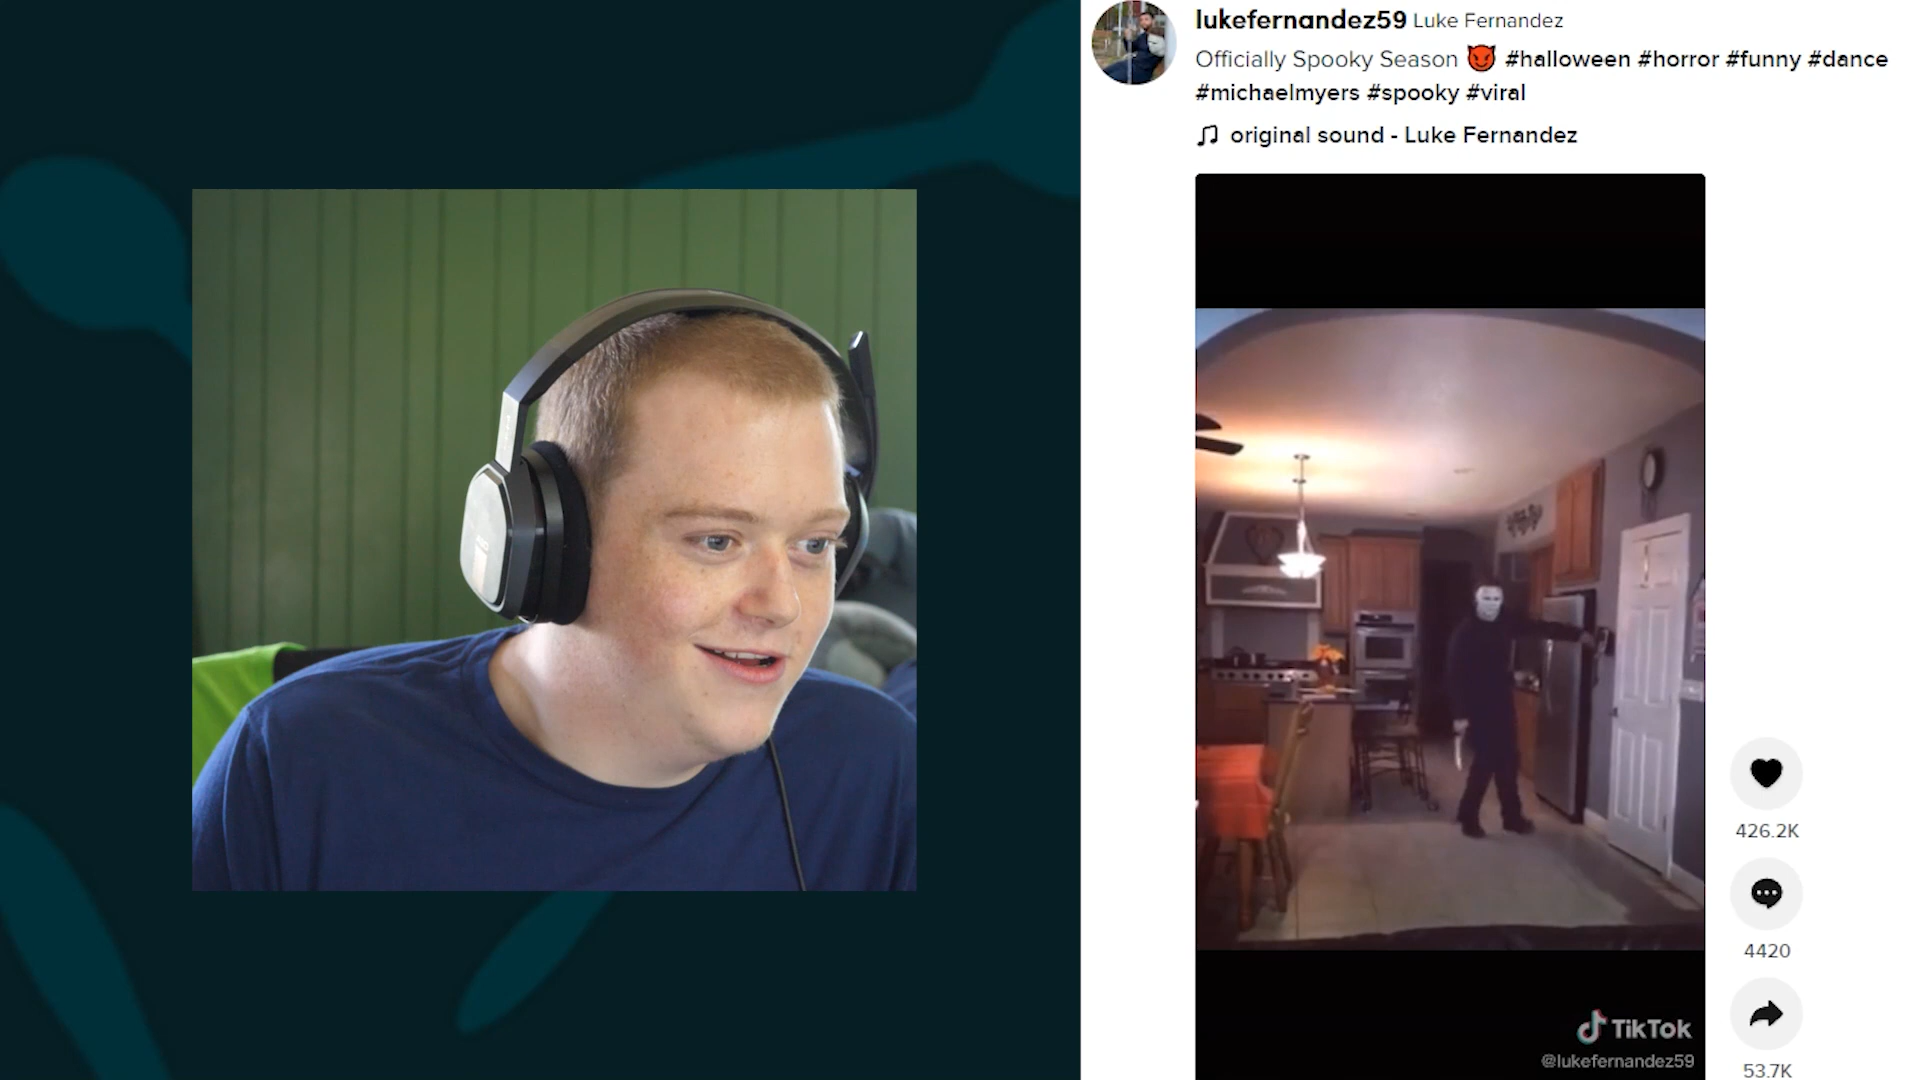 lukefernandez59 Luke Fernandez
Officially Spooky Season 😈 #halloween #horror #funny #dance
#michaelmyers #spooky #viral
original sound - Luke Fernandez
426.2K
4420
TikTok
@lukefernandez59
53.7K